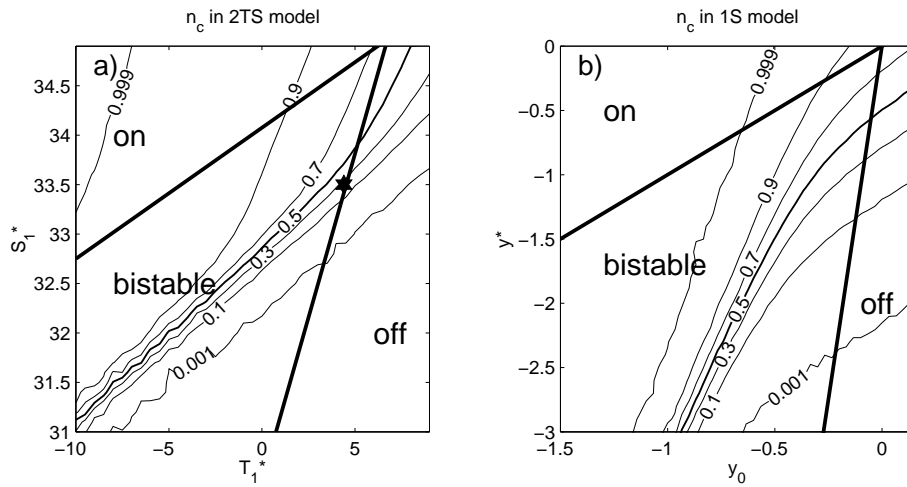 n_c in 2TS model
a)
on
bistable
off
0.999
0.9
0.7
0.5
0.3
0.1
0.001
34.5
34
33.5
33
32.5
32
31.5
31
S_1*
−10
−5
0
5
T_1*
n_c in 1S model
b)
on
bistable
off
0.999
0.9
0.7
0.5
0.3
0.1
0.001
0
−0.5
−1
−1.5
−2
−2.5
−3
y*
−1.5
−1
−0.5
0
y_0